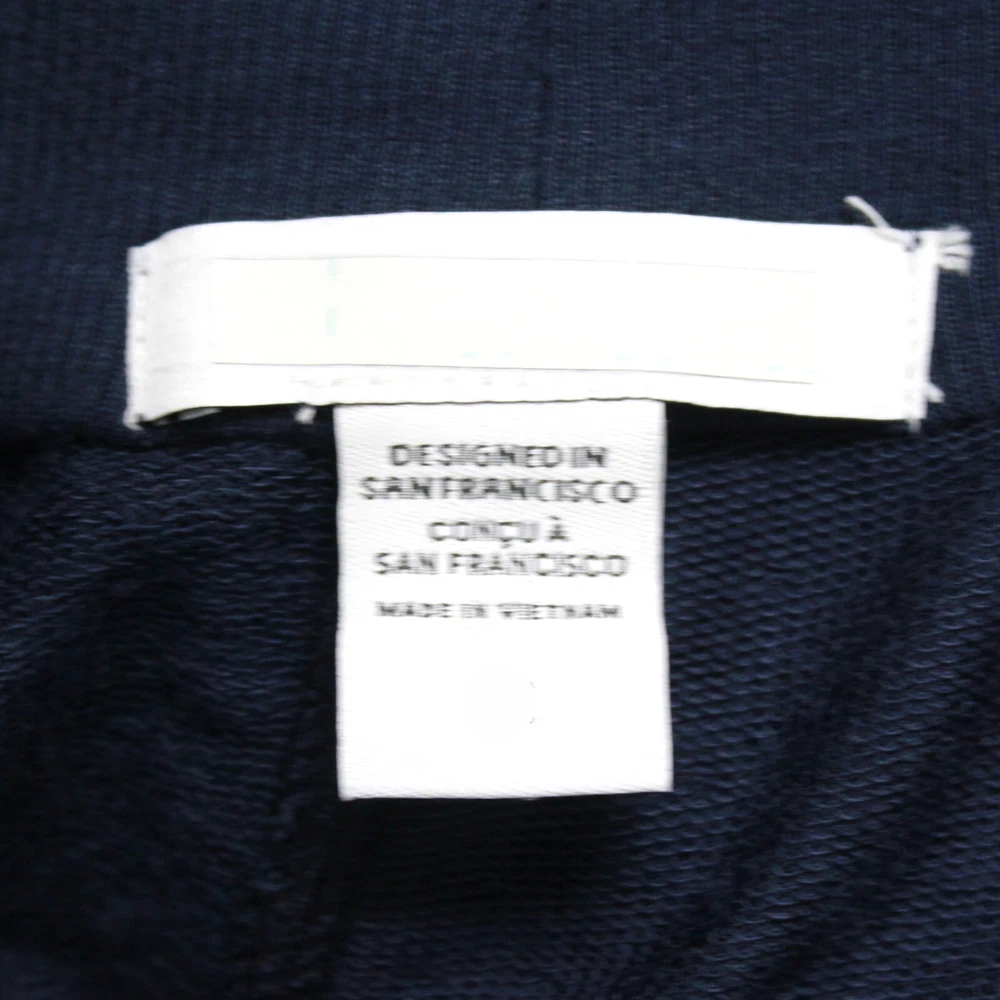 DESIGNED IN
SAN FRANCISCO
CONÇU À
SAN FRANCISCO
MADE IN VIETNAM